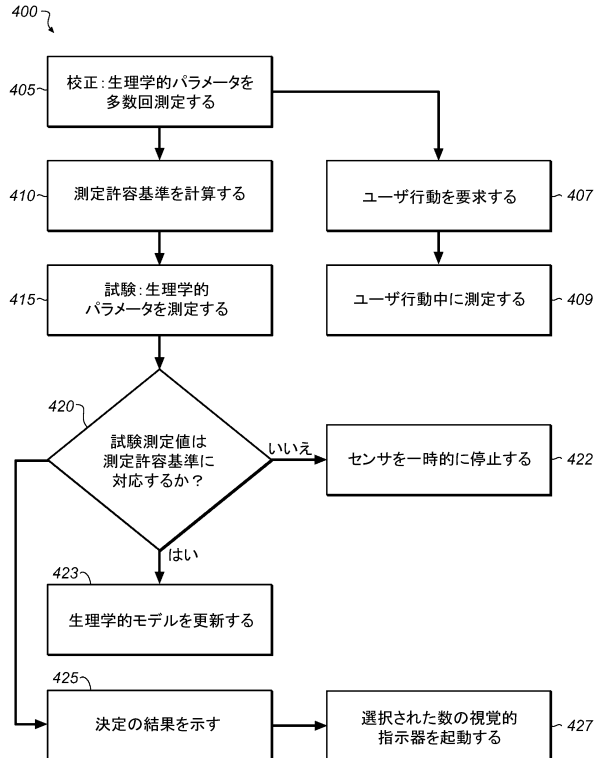 400
405
校正：生理学的パラメータを
多数回測定する
410
測定許容基準を計算する
ユーザ行動を要求する
407
415
試験：生理学的
パラメータを測定する
ユーザ行動中に測定する
409
420
試験測定値は
測定許容基準に
対応するか？
いいえ
センサを一時的に停止する
422
はい
423
生理学的モデルを更新する
425
決定の結果を示す
選択された数の視覚的
指示器を起動する
427